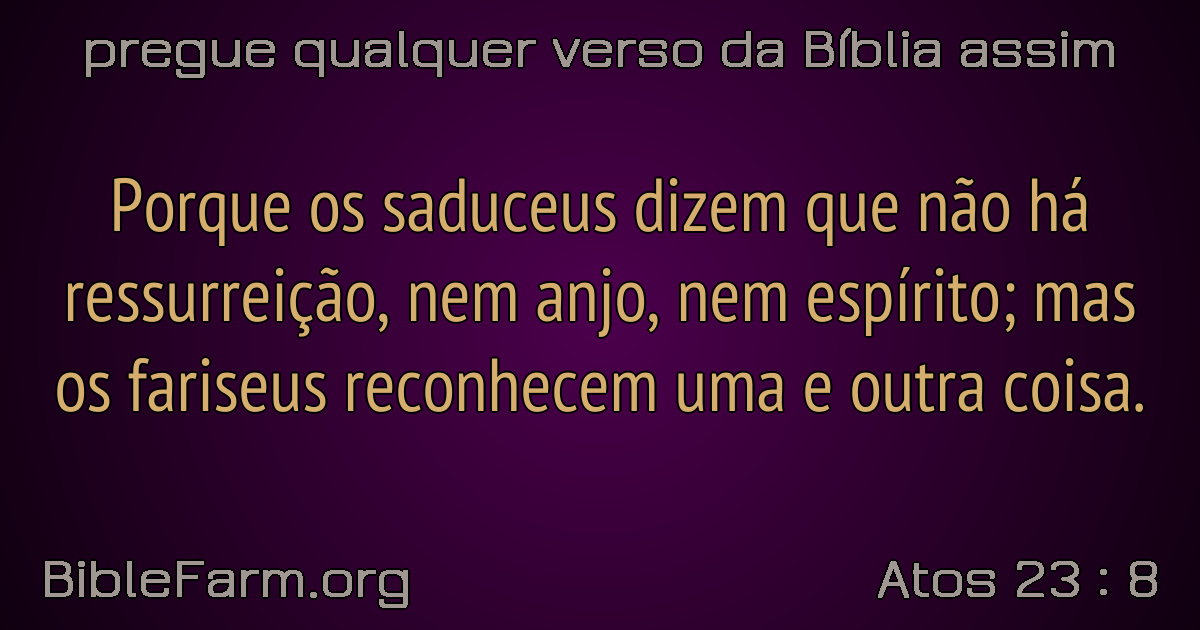 pregue qualquer verso da Bíblia assim
Porque os saduceus dizem que não há
ressurreição, nem anjo, nem espírito; mas
os fariseus reconhecem uma e outra coisa.
BibleFarm.org
Atos 23 : 8